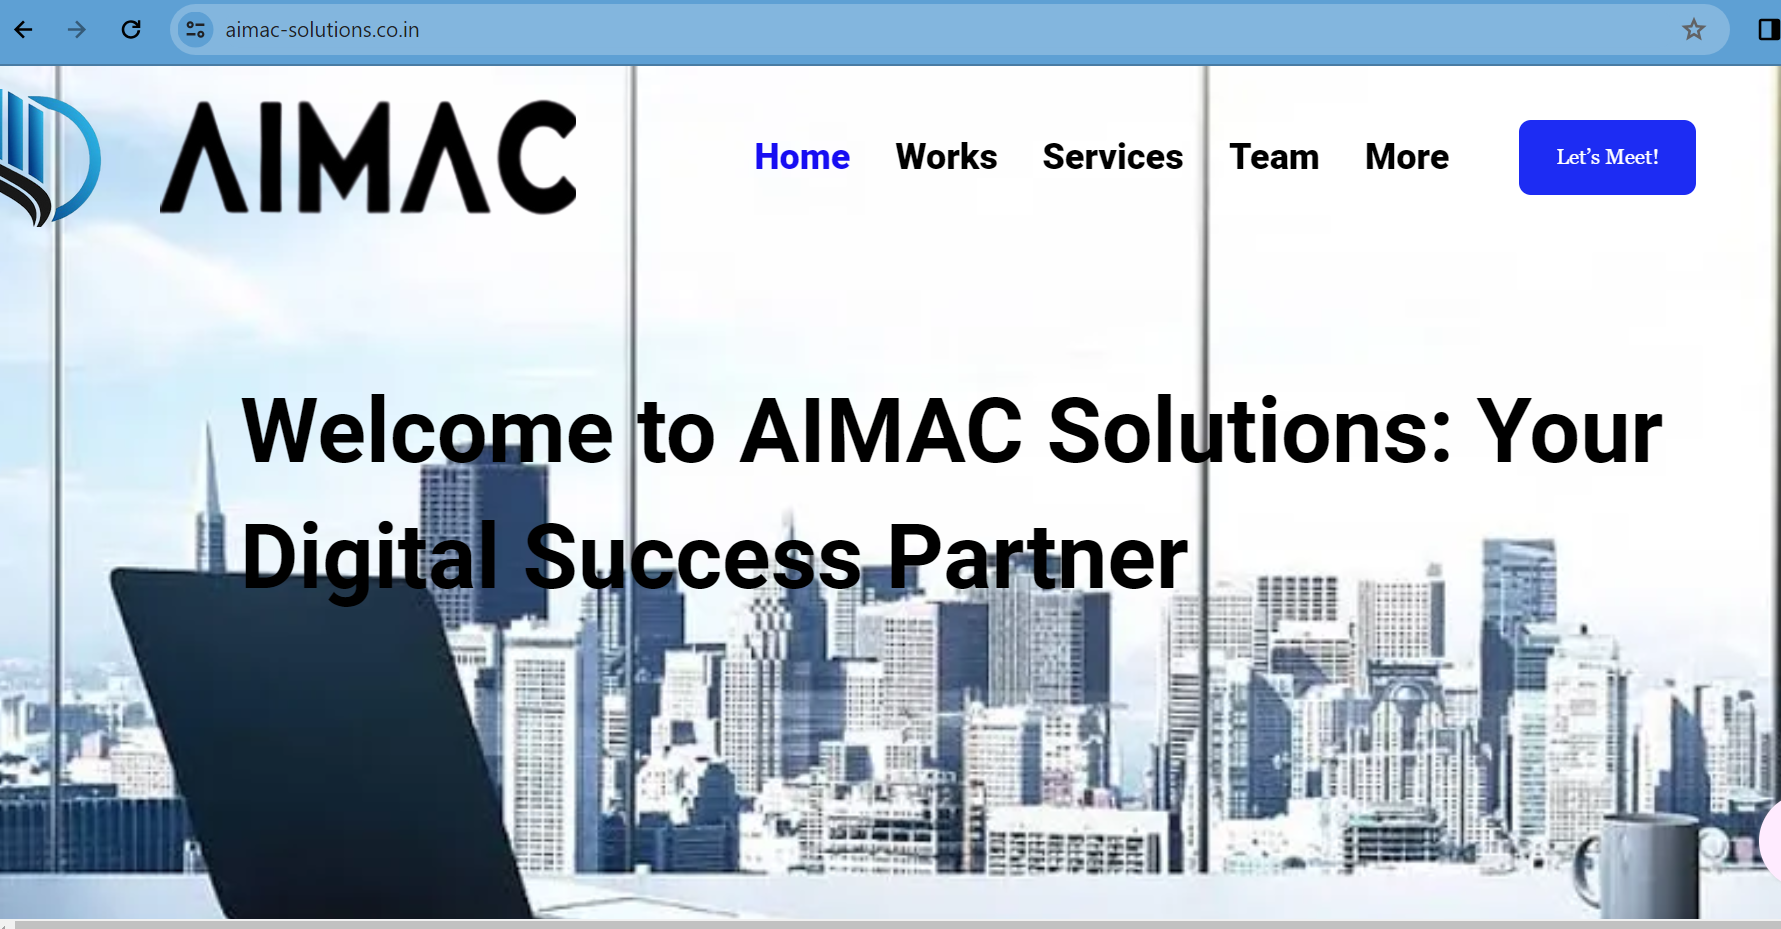 aimac-solutions.co.in
AIMAC
Home Works Services Team More Let’s Meet!
Welcome to AIMAC Solutions: Your
Digital Success Partner